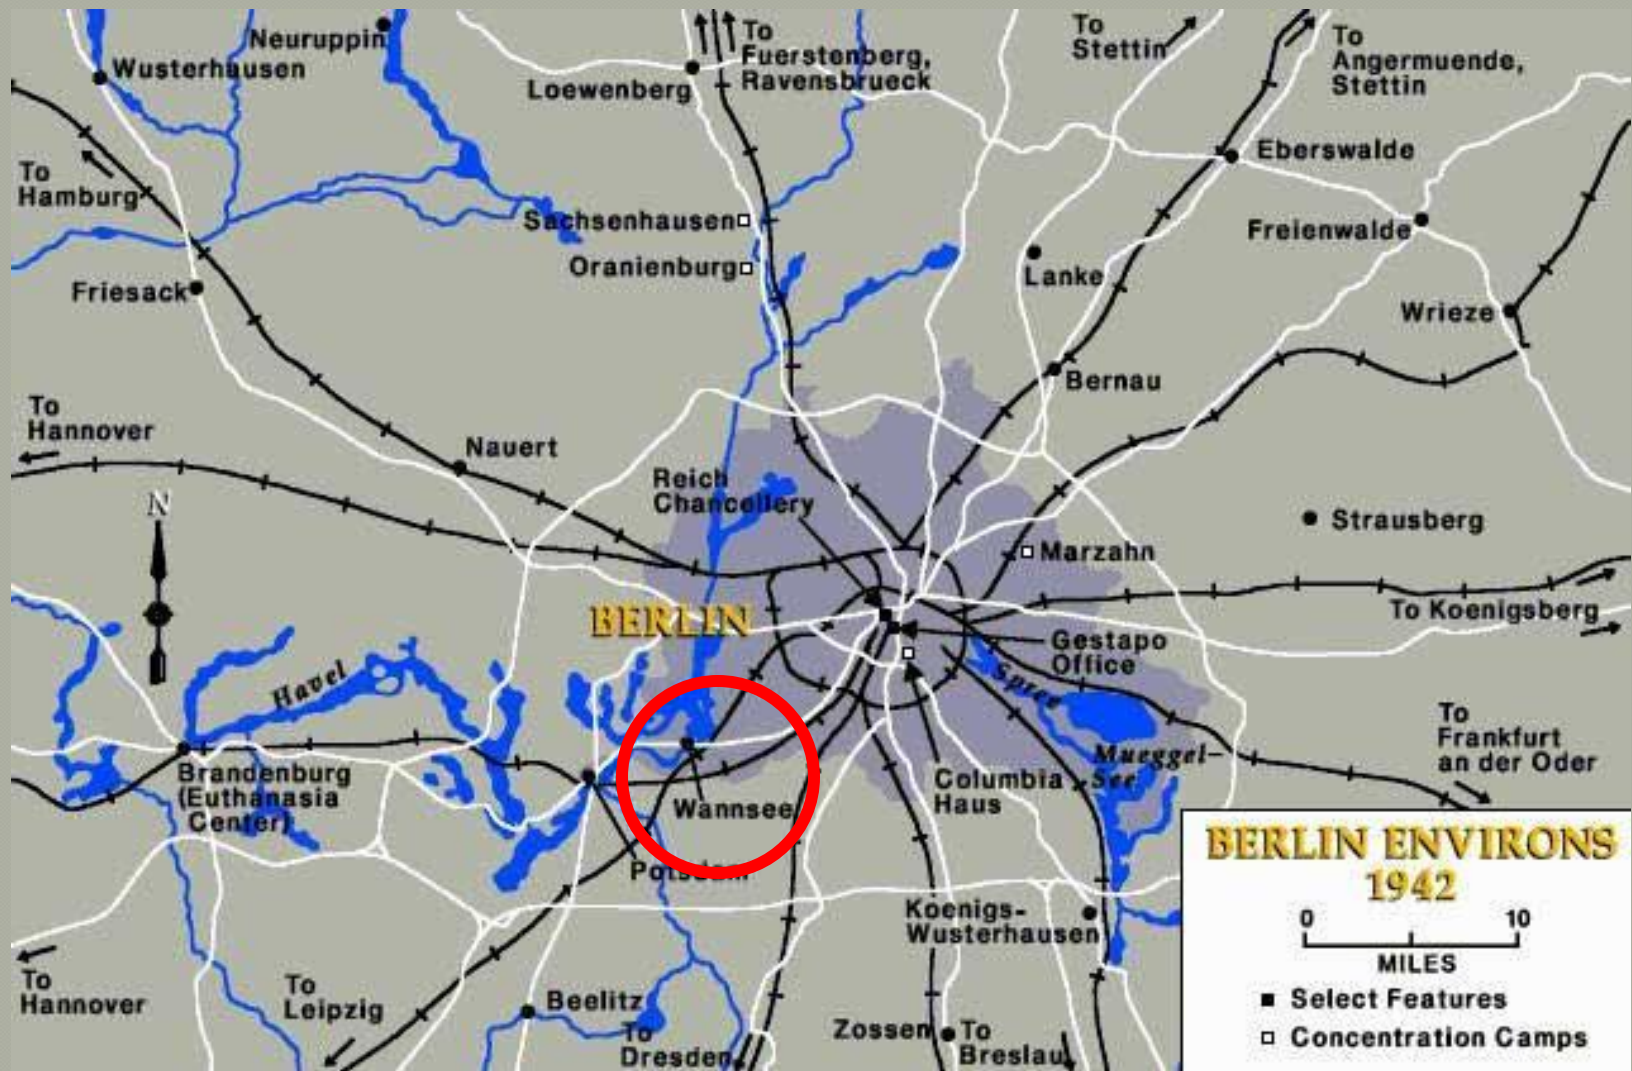 Neuruppin
Wusterhausen
To
Fuerstenberg,
Ravensbrueck
Loewenberg
To
Stettin
To
Angermuende,
Stettin
Eberswalde
To
Hamburg
Sachsenhausen
Oranienburg
Freienwalde
Lanke
Friesack
Wrieze
Bernau
To
Hannover
Nauert
Reich
Chancellery
N
Strausberg
Marzahn
To Koenigsberg
BERLIN
Gestapo
Office
Havel
Spree
To
Frankfurt
an der Oder
Mueggel-
See
Brandenburg
(Euthanasia
Center)
Wannsee
Columbia
Haus
Potsdam
BERLIN ENVIRONS
1942
0 10
MILES
Select Features
Concentration Camps
Koenigs-
Wusterhausen
To
Hannover
To
Leipzig
Beelitz
To
Dresden
Zossen
To
Breslau